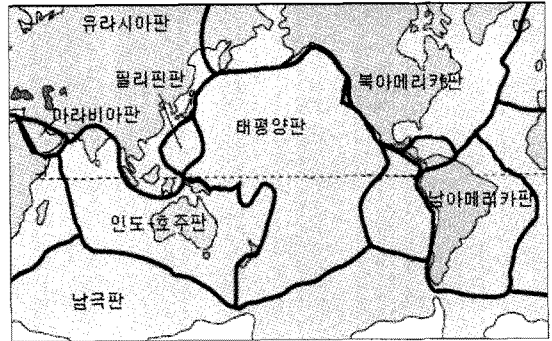 유라시아판
필리핀판
북아메리카판
아라비아판
태평양판
남아메리카판
인도-호주판
남극판